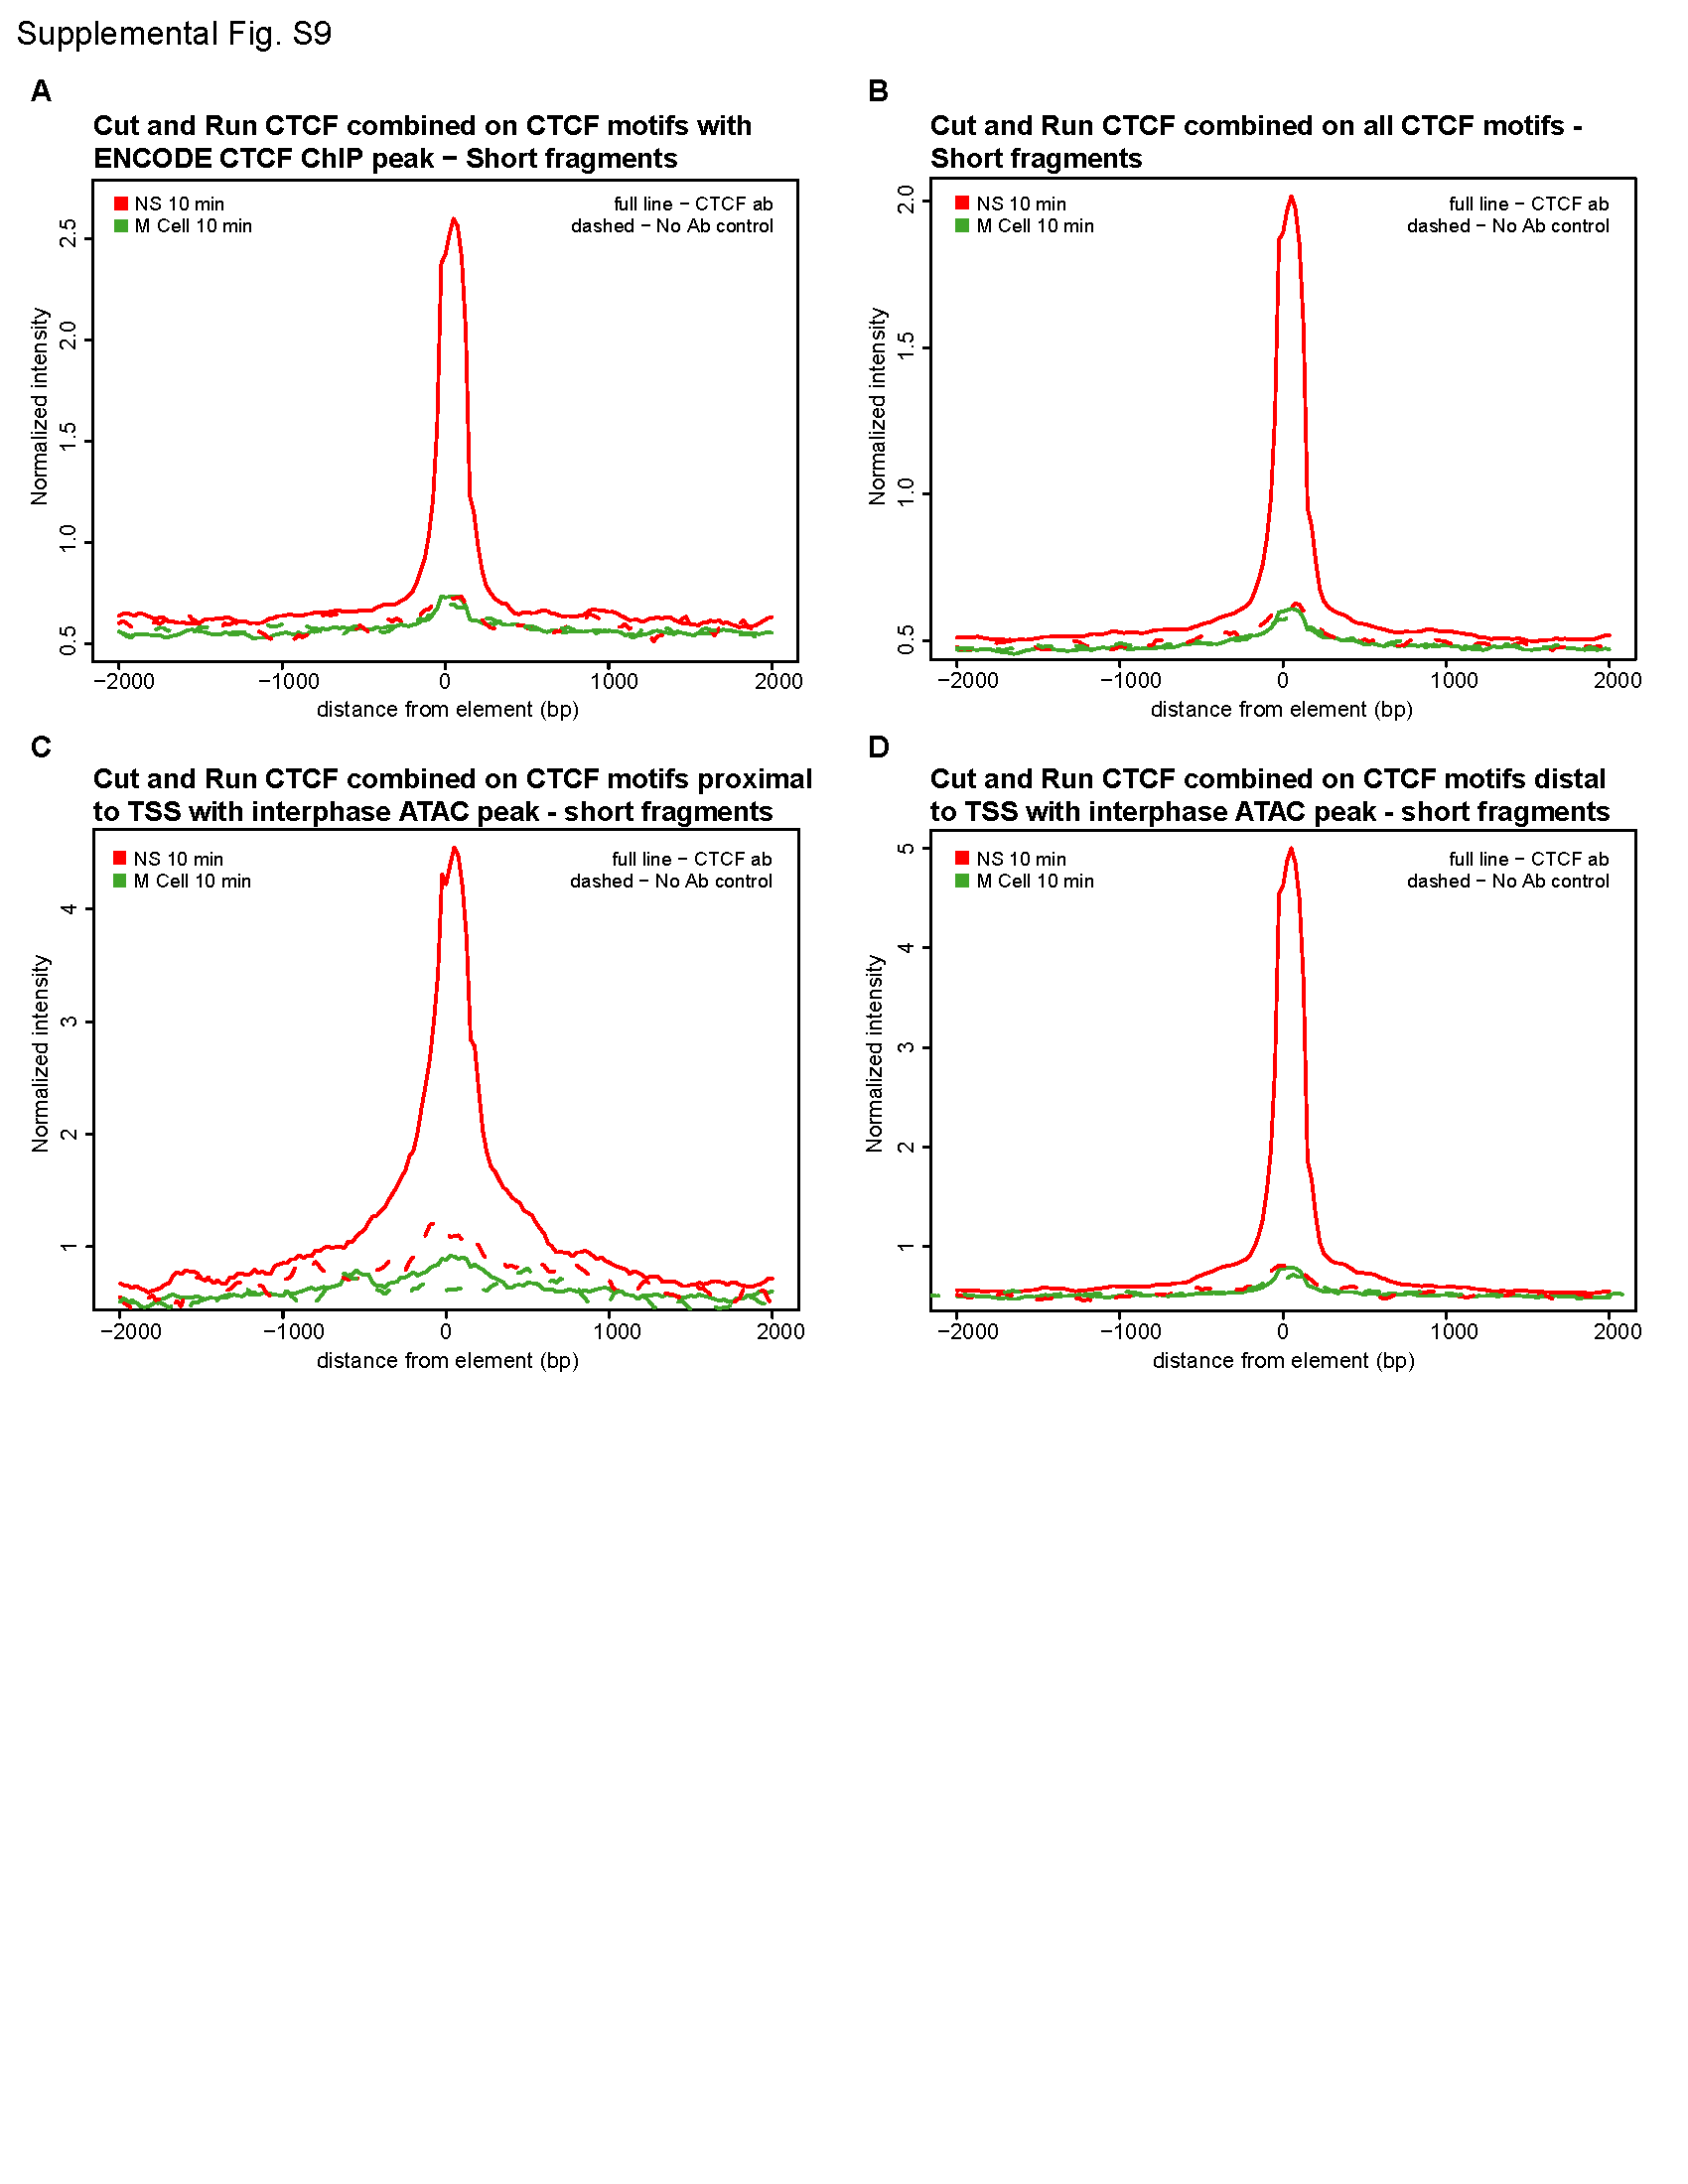 Supplemental Fig. S9
A
Cut and Run CTCF combined on CTCF motifs with
ENCODE CTCF ChIP peak − Short fragments
NS 10 min
M Cell 10 min
full line − CTCF ab
dashed − No Ab control
Normalized intensity
0.5 1.0 1.5 2.0 2.5
−2000 −1000 0 1000 2000
distance from element (bp)
B
Cut and Run CTCF combined on all CTCF motifs -
Short fragments
NS 10 min
M Cell 10 min
full line − CTCF ab
dashed − No Ab control
Normalized intensity
0.5 1.0 1.5 2.0
−2000 −1000 0 1000 2000
distance from element (bp)
C
Cut and Run CTCF combined on CTCF motifs proximal
to TSS with interphase ATAC peak - short fragments
NS 10 min
M Cell 10 min
full line − CTCF ab
dashed − No Ab control
Normalized intensity
1 2 3 4
−2000 −1000 0 1000 2000
distance from element (bp)
D
Cut and Run CTCF combined on CTCF motifs distal
to TSS with interphase ATAC peak - short fragments
NS 10 min
M Cell 10 min
full line − CTCF ab
dashed − No Ab control
Normalized intensity
1 2 3 4 5
−2000 −1000 0 1000 2000
distance from element (bp)